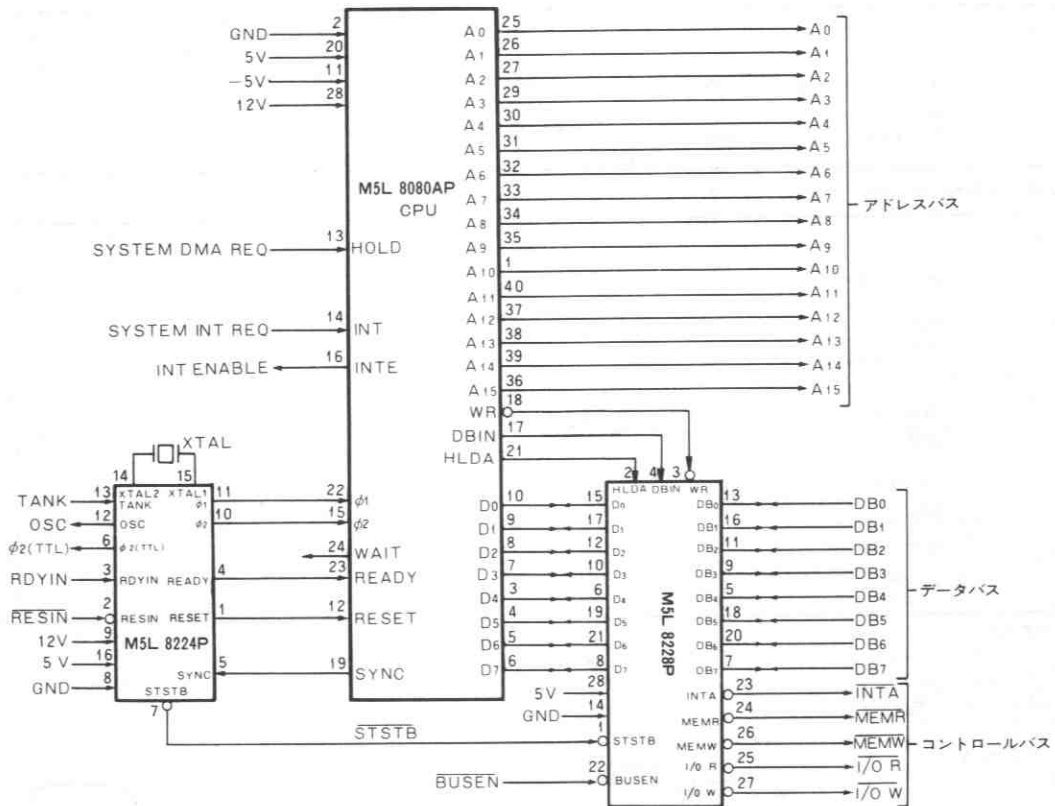 GND 2
5V 20
-5V 11
12V 28
M5L 8080AP
CPU
SYSTEM DMA REQ 13 HOLD
SYSTEM INT REQ 14 INT
INT ENABLE 16 INTE
A0 25 A0
A1 26 A1
A2 27 A2
A3 29 A3
A4 30 A4
A5 31 A5
A6 32 A6
A7 33 A7
A8 34 A8
A9 35 A9
A10 1 A10
A11 40 A11
A12 37 A12
A13 38 A13
A14 39 A14
A15 36 A15
アドレスバス
WR 18
DBIN 17
HLDA 21
XTAL
14 15
XTAL2 XTAL1
TANK 13 TANK φ1 11 22 φ1
OSC 12 OSC φ2 10 15 φ2
φ2(TTL) 6 φ2(TTL)
24 WAIT
RDYIN 3 RDYIN READY 4 23 READY
RESIN 2 RESIN RESET 1 12 RESET
12V 9
M5L 8224P
5V 16
SYNC 5 19 SYNC
GND 8
STSTB
7
STSTB
2 4 3
HLDA DBIN WR
D0 10 15 D0 DB0 13 DB0
D1 9 17 D1 DB1 16 DB1
D2 8 12 D2 DB2 11 DB2
D3 7 10 D3 DB3 9 DB3
D4 3 6 D4 DB4 5 DB4
D5 4 19 D5 DB5 18 DB5
D6 5 21 D6 DB6 20 DB6
D7 6 8 D7 DB7 7 DB7
M5L 8228P
データバス
5V 28
GND 14
1 STSTB
BUSEN 22 BUSEN
INTA 23 INTA
MEMR 24 MEMR
MEMW 26 MEMW
I/O R 25 I/O R
I/O W 27 I/O W
コントロールバス